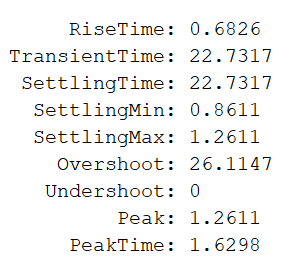 RiseTime: 0.6826
TransientTime: 22.7317
SettlingTime: 22.7317
SettlingMin: 0.8611
SettlingMax: 1.2611
Overshoot: 26.1147
Undershoot: 0
Peak: 1.2611
PeakTime: 1.6298